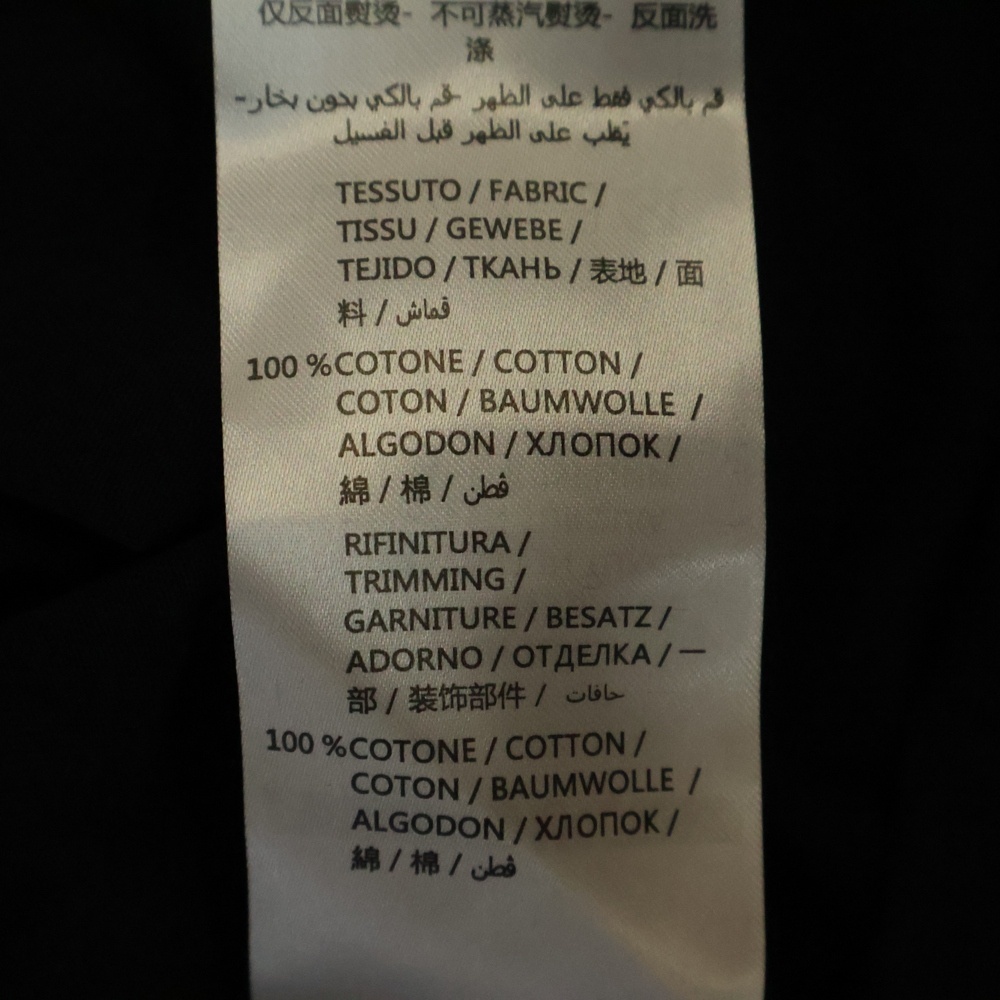 仅反面熨烫- 不可蒸汽熨烫- 反面洗
涤
قم بالكي فقط على الظهر -قم بالكي بدون بخار-
يُقلب على الظهر قبل الغسيل
TESSUTO / FABRIC /
TISSU / GEWEBE /
TEJIDO / ТКАНЬ / 表地 / 面
料 / قماش
100 %COTONE / COTTON /
COTON / BAUMWOLLE /
ALGODON / ХЛОПОК /
綿 / 棉 / قطن
RIFINITURA /
TRIMMING /
GARNITURE / BESATZ /
ADORNO / ОТДЕЛКА / 一
部 / 装饰部件 / حافات
100 %COTONE / COTTON /
COTON / BAUMWOLLE /
ALGODON / ХЛОПОК /
綿 / 棉 / قطن